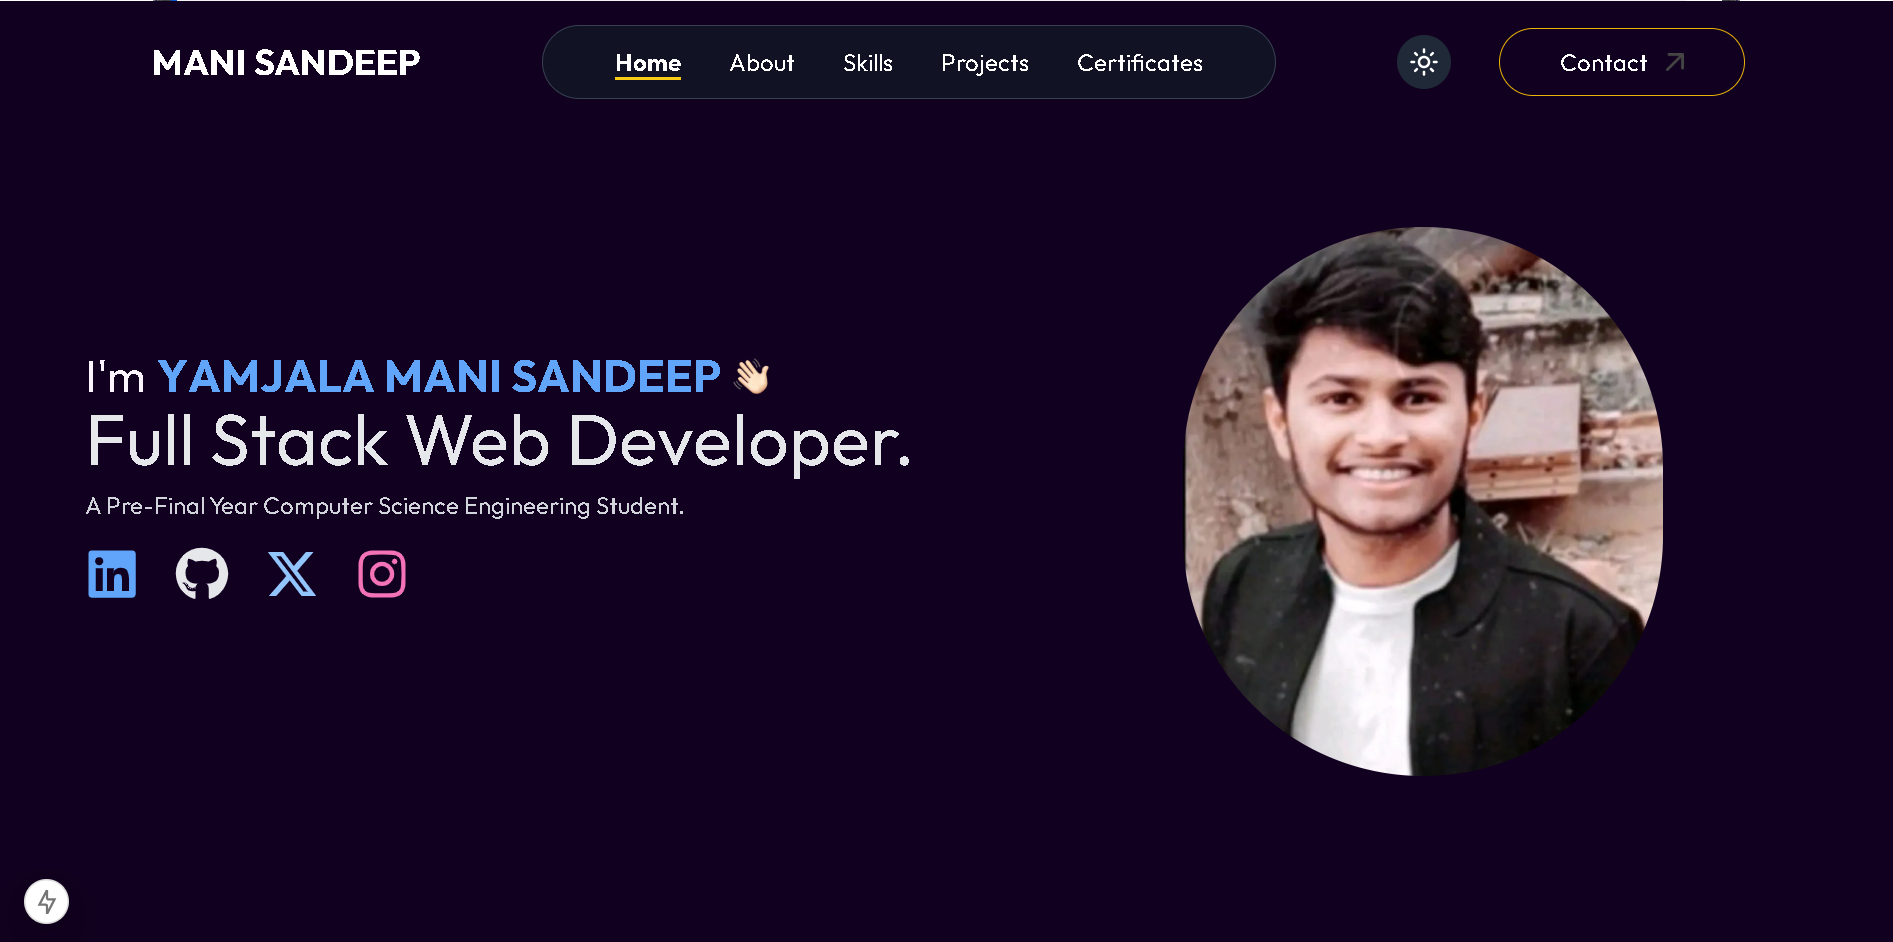 MANI SANDEEP
Home About Skills Projects Certificates
Contact
I'm YAMJALA MANI SANDEEP 👋🏻
Full Stack Web Developer.
A Pre-Final Year Computer Science Engineering Student.
in